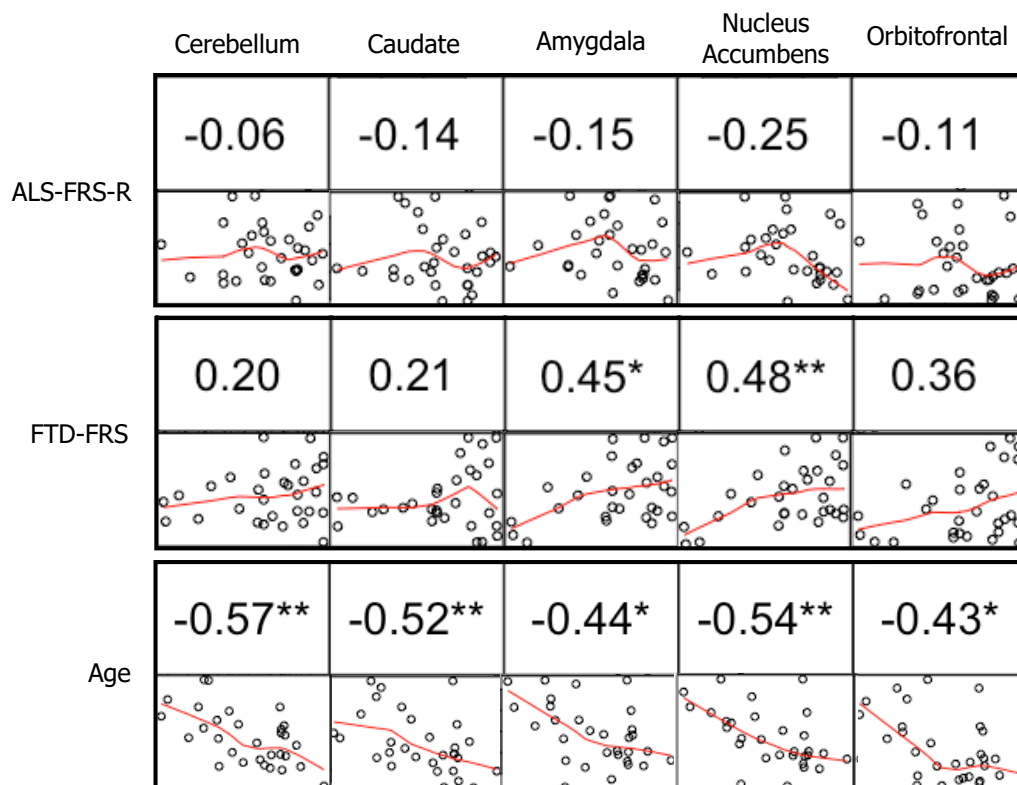 Cerebellum Caudate Amygdala Nucleus Accumbens Orbitofrontal
ALS-FRS-R
-0.06 -0.14 -0.15 -0.25 -0.11
FTD-FRS
0.20 0.21 0.45* 0.48** 0.36
Age
-0.57** -0.52** -0.44* -0.54** -0.43*